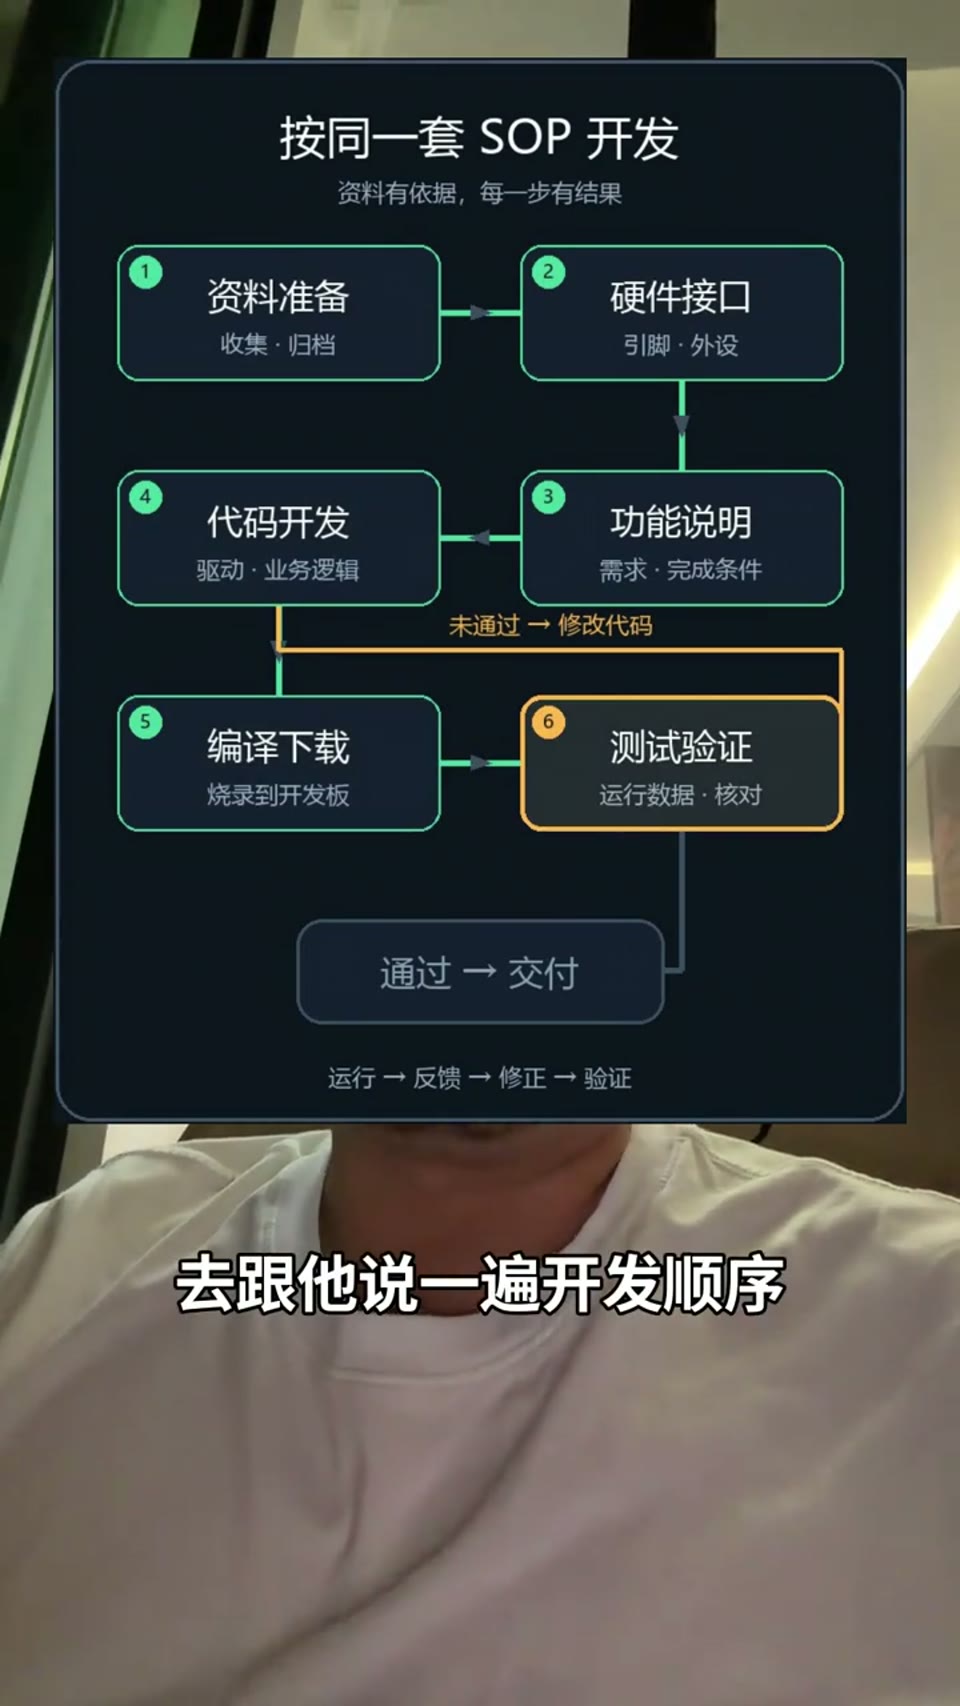 按同一套 SOP 开发
资料有依据，每一步有结果
1
资料准备
收集 · 归档
2
硬件接口
引脚 · 外设
3
功能说明
需求 · 完成条件
4
代码开发
驱动 · 业务逻辑
未通过 → 修改代码
5
编译下载
烧录到开发板
6
测试验证
运行数据 · 核对
通过 → 交付
运行 → 反馈 → 修正 → 验证
去跟他说一遍开发顺序